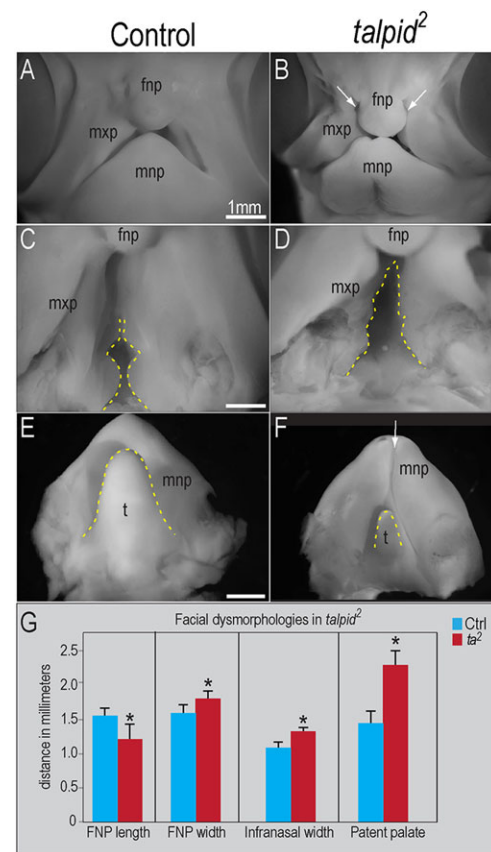 Control talpid²
A B
fnp fnp
mxp mxp
mnp mnp
1mm
C D
fnp fnp
mxp mxp
E F
mnp mnp
t t
G Facial dysmorphologies in talpid²
Ctrl
ta²
distance in millimeters
2.5
2.0
1.5
1.0
0.5
0
* * * *
FNP length FNP width Infranasal width Patent palate